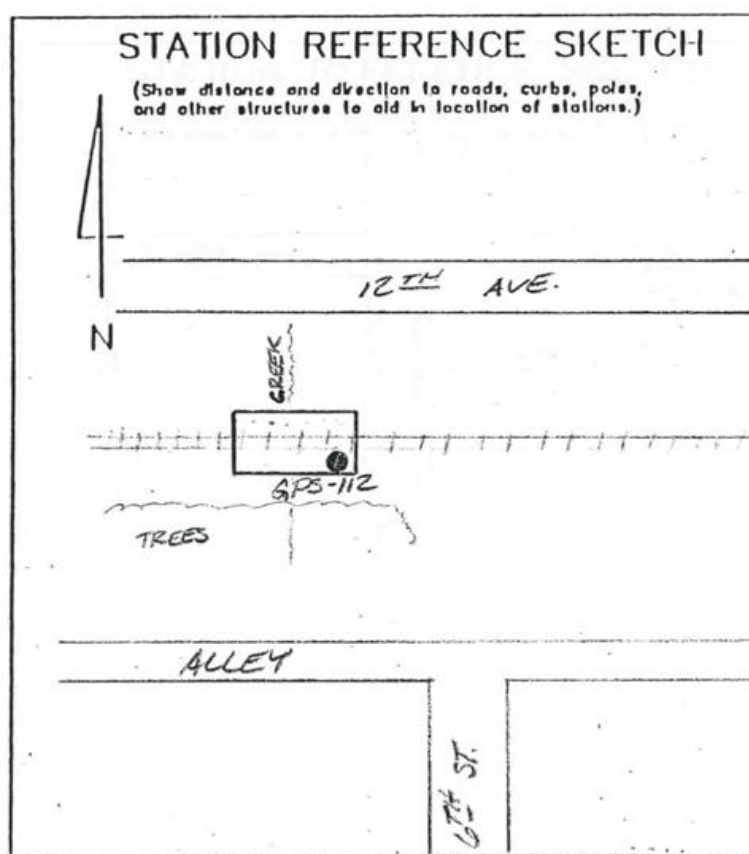 STATION REFERENCE SKETCH
(Show distance and direction to roads, curbs, poles,
and other structures to aid in location of stations.)
12TH AVE.
N
GREEK
GPS-112
TREES
ALLEY
6TH ST.